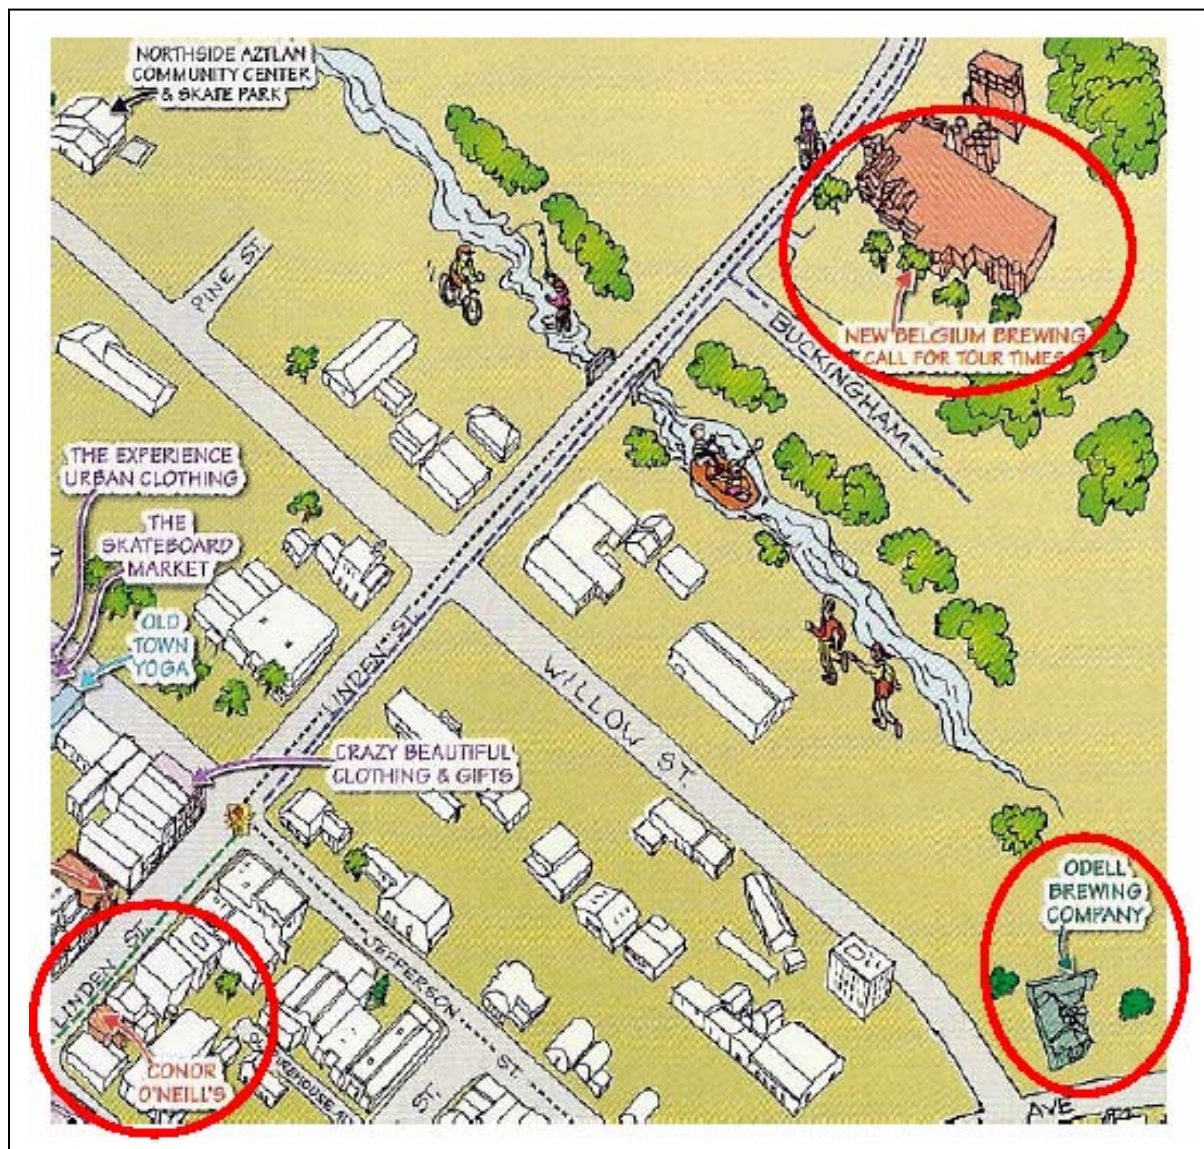 NORTHSIDE AZTLAN
COMMUNITY CENTER
& SKATE PARK
PINE ST.
NEW BELGIUM BREWING
CALL FOR TOUR TIMES
BUCKINGHAM
THE EXPERIENCE
URBAN CLOTHING
THE
SKATEBOARD
MARKET
OLD
TOWN
YOGA
LINDEN ST.
WILLOW ST.
CRAZY BEAUTIFUL
CLOTHING & GIFTS
ODELL
BREWING
COMPANY
LINDEN ST.
JEFFERSON ST.
CONOR
O'NEILL'S
ST.
AVE